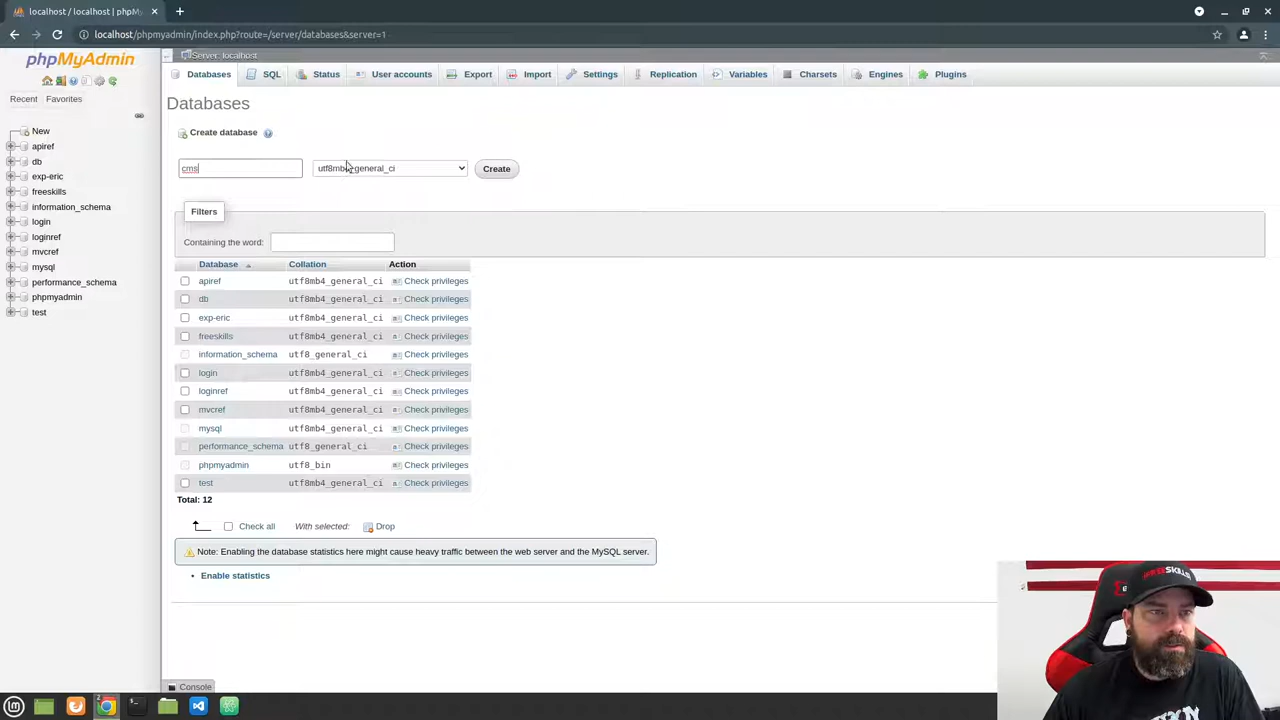 localhost / localhost | phpM
localhost/phpmyadmin/index.php?route=/server/databases&server=1
phpMyAdmin
Recent Favorites
New
apiref
db
exp-eric
freeskills
information_schema
login
loginref
mvcref
mysql
performance_schema
phpmyadmin
test
Server: localhost
Databases SQL Status User accounts Export Import Settings Replication Variables Charsets Engines Plugins
Databases
Create database
cms utf8mb4_general_ci Create
Filters
Containing the word:
Database Collation Action
apiref utf8mb4_general_ci Check privileges
db utf8mb4_general_ci Check privileges
exp-eric utf8mb4_general_ci Check privileges
freeskills utf8mb4_general_ci Check privileges
information_schema utf8_general_ci Check privileges
login utf8mb4_general_ci Check privileges
loginref utf8mb4_general_ci Check privileges
mvcref utf8mb4_general_ci Check privileges
mysql utf8mb4_general_ci Check privileges
performance_schema utf8_general_ci Check privileges
phpmyadmin utf8_bin Check privileges
test utf8mb4_general_ci Check privileges
Total: 12
Check all With selected: Drop
Note: Enabling the database statistics here might cause heavy traffic between the web server and the MySQL server.
• Enable statistics
Console